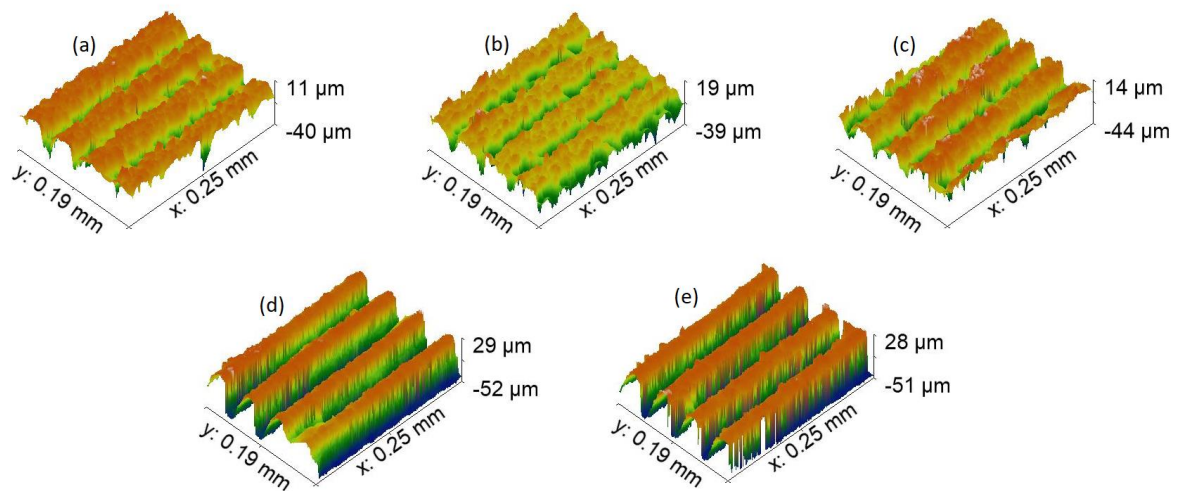 (a)
11 µm
-40 µm
y: 0.19 mm
x: 0.25 mm
(b)
19 µm
-39 µm
y: 0.19 mm
x: 0.25 mm
(c)
14 µm
-44 µm
y: 0.19 mm
x: 0.25 mm
(d)
29 µm
-52 µm
y: 0.19 mm
x: 0.25 mm
(e)
28 µm
-51 µm
y: 0.19 mm
x: 0.25 mm